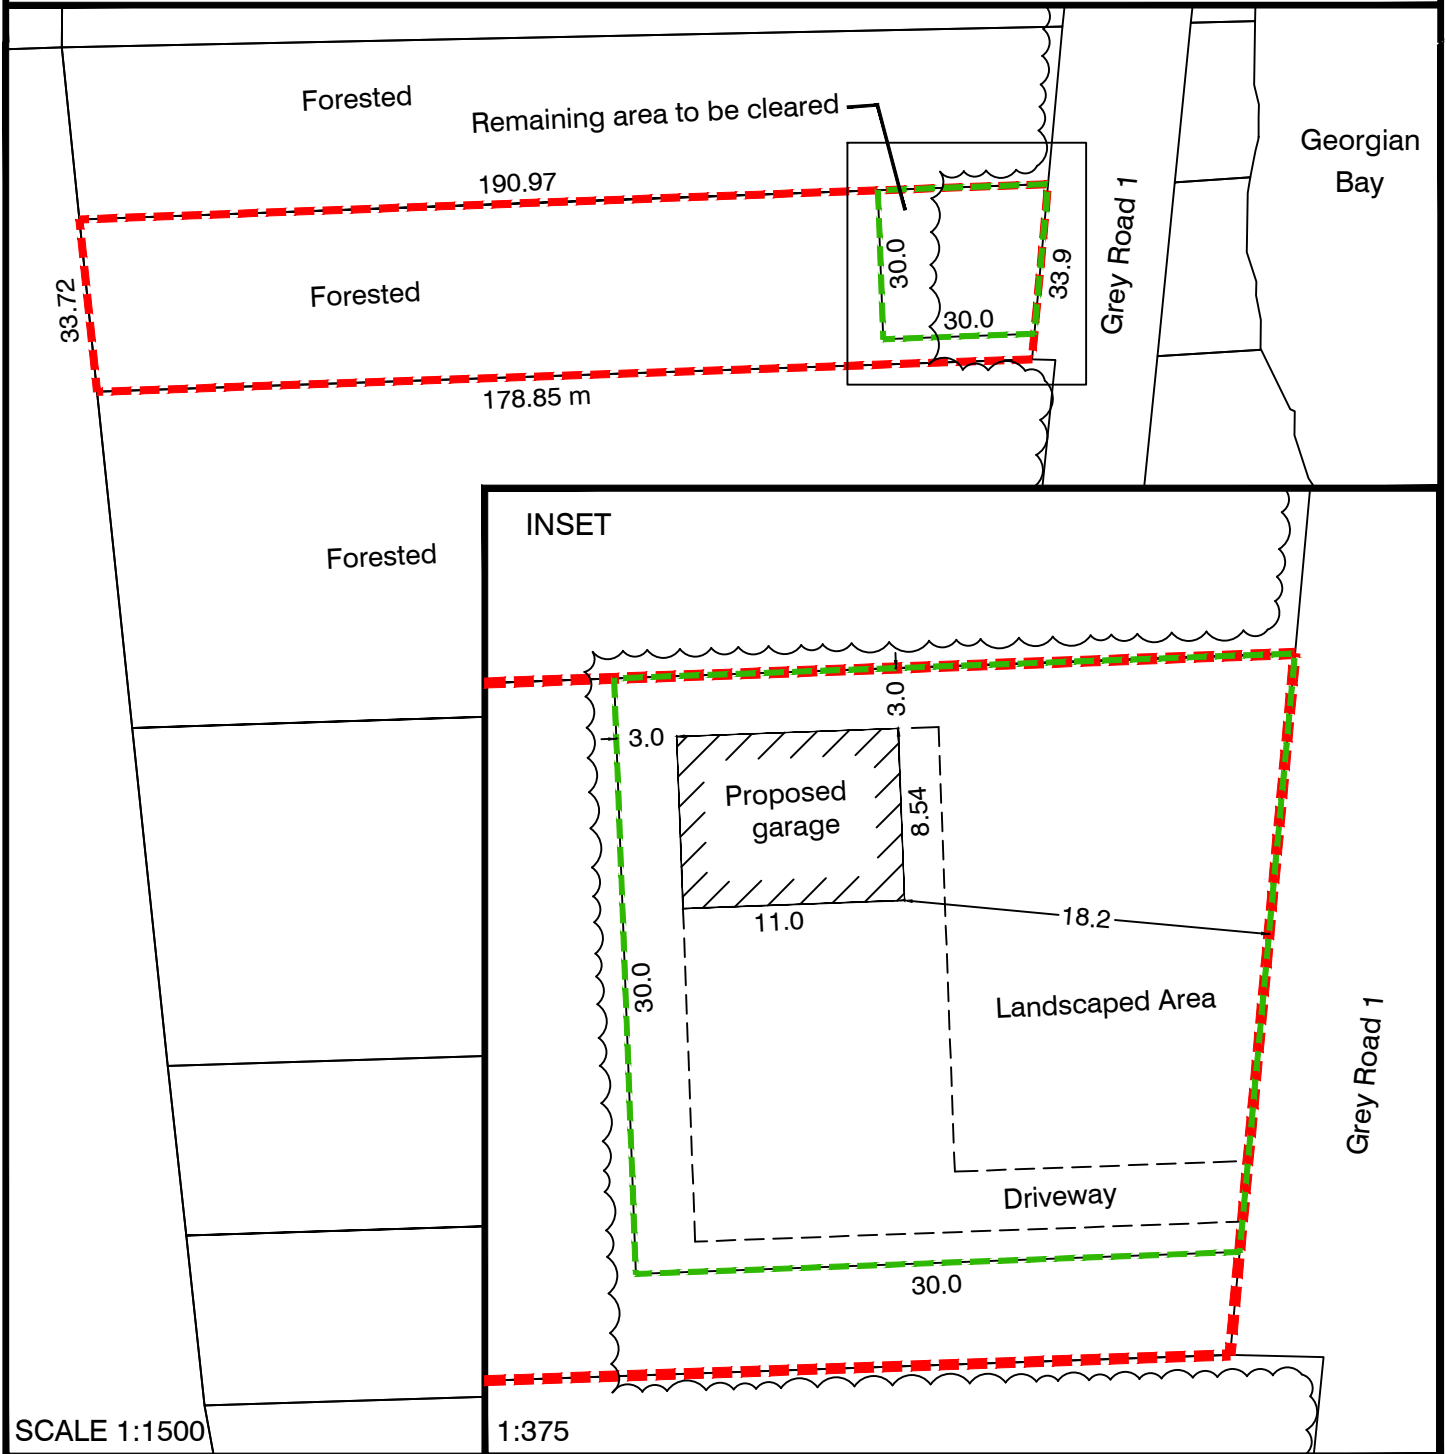 Forested
Remaining area to be cleared
Georgian
Bay
190.97
Grey Road 1
30.0
33.9
33.72
Forested
30.0
178.85 m
Forested
INSET
3.0
3.0
Proposed
garage
8.54
11.0
18.2
30.0
Landscaped Area
Grey Road 1
Driveway
30.0
SCALE 1:1500
1:375